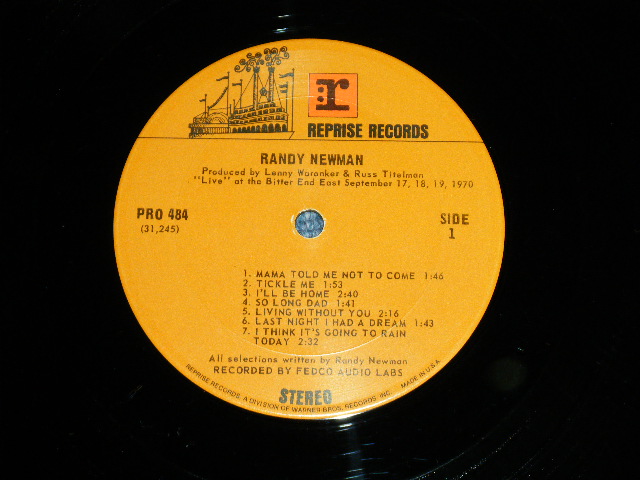 r
REPRISE RECORDS
RANDY NEWMAN
Produced by Lenny Waronker & Russ Titelman
"Live" at the Bitter End East September 17, 18, 19, 1970
PRO 484
(31,245)
SIDE
1
1. MAMA TOLD ME NOT TO COME 1:46
2. TICKLE ME 1:53
3. I'LL BE HOME 2:40
4. SO LONG DAD 1:41
5. LIVING WITHOUT YOU 2:16
6. LAST NIGHT I HAD A DREAM 1:43
7. I THINK IT'S GOING TO RAIN
TODAY 2:32
All selections written by Randy Newman
RECORDED BY FEDCO AUDIO LABS
STEREO
REPRISE RECORDS, A DIVISION OF WARNER BROS. RECORDS, INC. MADE IN U.S.A.